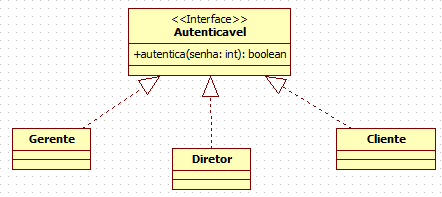 <<Interface>>
Autenticavel
+autentica(senha: int): boolean
Gerente
Diretor
Cliente